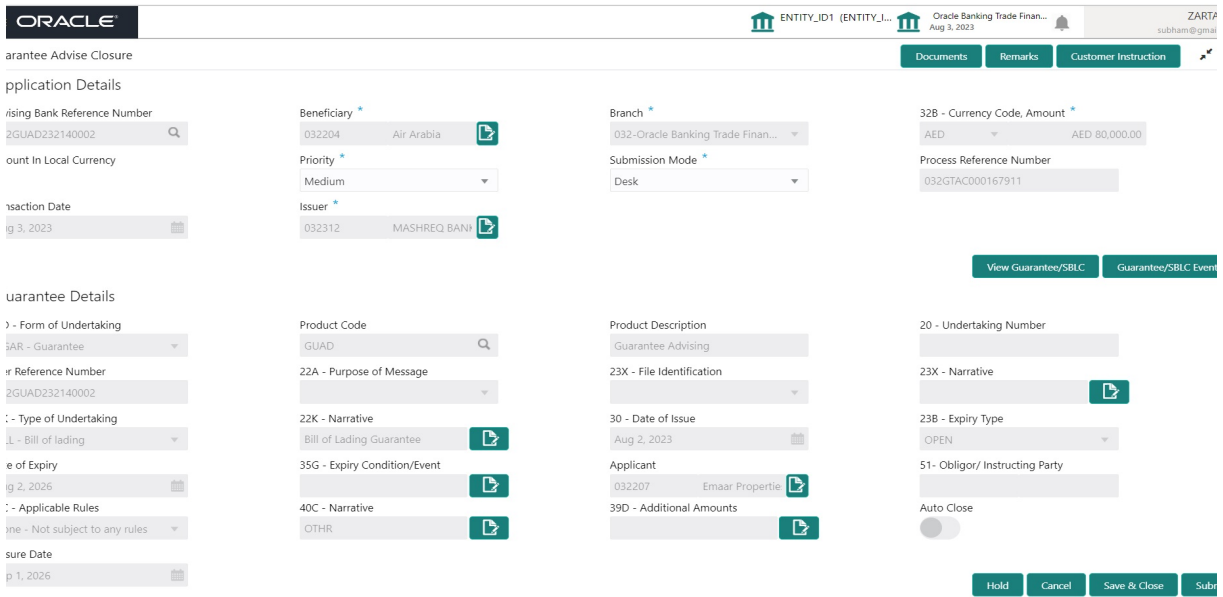 ORACLE
ENTITY_ID1 (ENTITY_I...
Oracle Banking Trade Finan...
Aug 3, 2023
ZARTA
subham@gmai
arantee Advise Closure
Documents
Remarks
Customer Instruction
pplication Details
vising Bank Reference Number
Beneficiary *
Branch *
32B - Currency Code, Amount *
2GUAD232140002
032204 Air Arabia
032-Oracle Banking Trade Finan...
AED
AED 80,000.00
ount In Local Currency
Priority *
Submission Mode *
Process Reference Number
Medium
Desk
032GTAC000167911
nsaction Date
Issuer *
g 3, 2023
032312 MASHREQ BANK
View Guarantee/SBLC
Guarantee/SBLC Event
uarantee Details
D - Form of Undertaking
Product Code
Product Description
20 - Undertaking Number
GAR - Guarantee
GUAD
Guarantee Advising
er Reference Number
22A - Purpose of Message
23X - File Identification
23X - Narrative
2GUAD232140002
- Type of Undertaking
22K - Narrative
30 - Date of Issue
23B - Expiry Type
LL - Bill of lading
Bill of Lading Guarantee
Aug 2, 2023
OPEN
te of Expiry
35G - Expiry Condition/Event
Applicant
51- Obligor/ Instructing Party
g 2, 2026
032207 Emaar Propertie
- Applicable Rules
40C - Narrative
39D - Additional Amounts
Auto Close
one - Not subject to any rules
OTHR
sure Date
p 1, 2026
Hold
Cancel
Save & Close
Subm